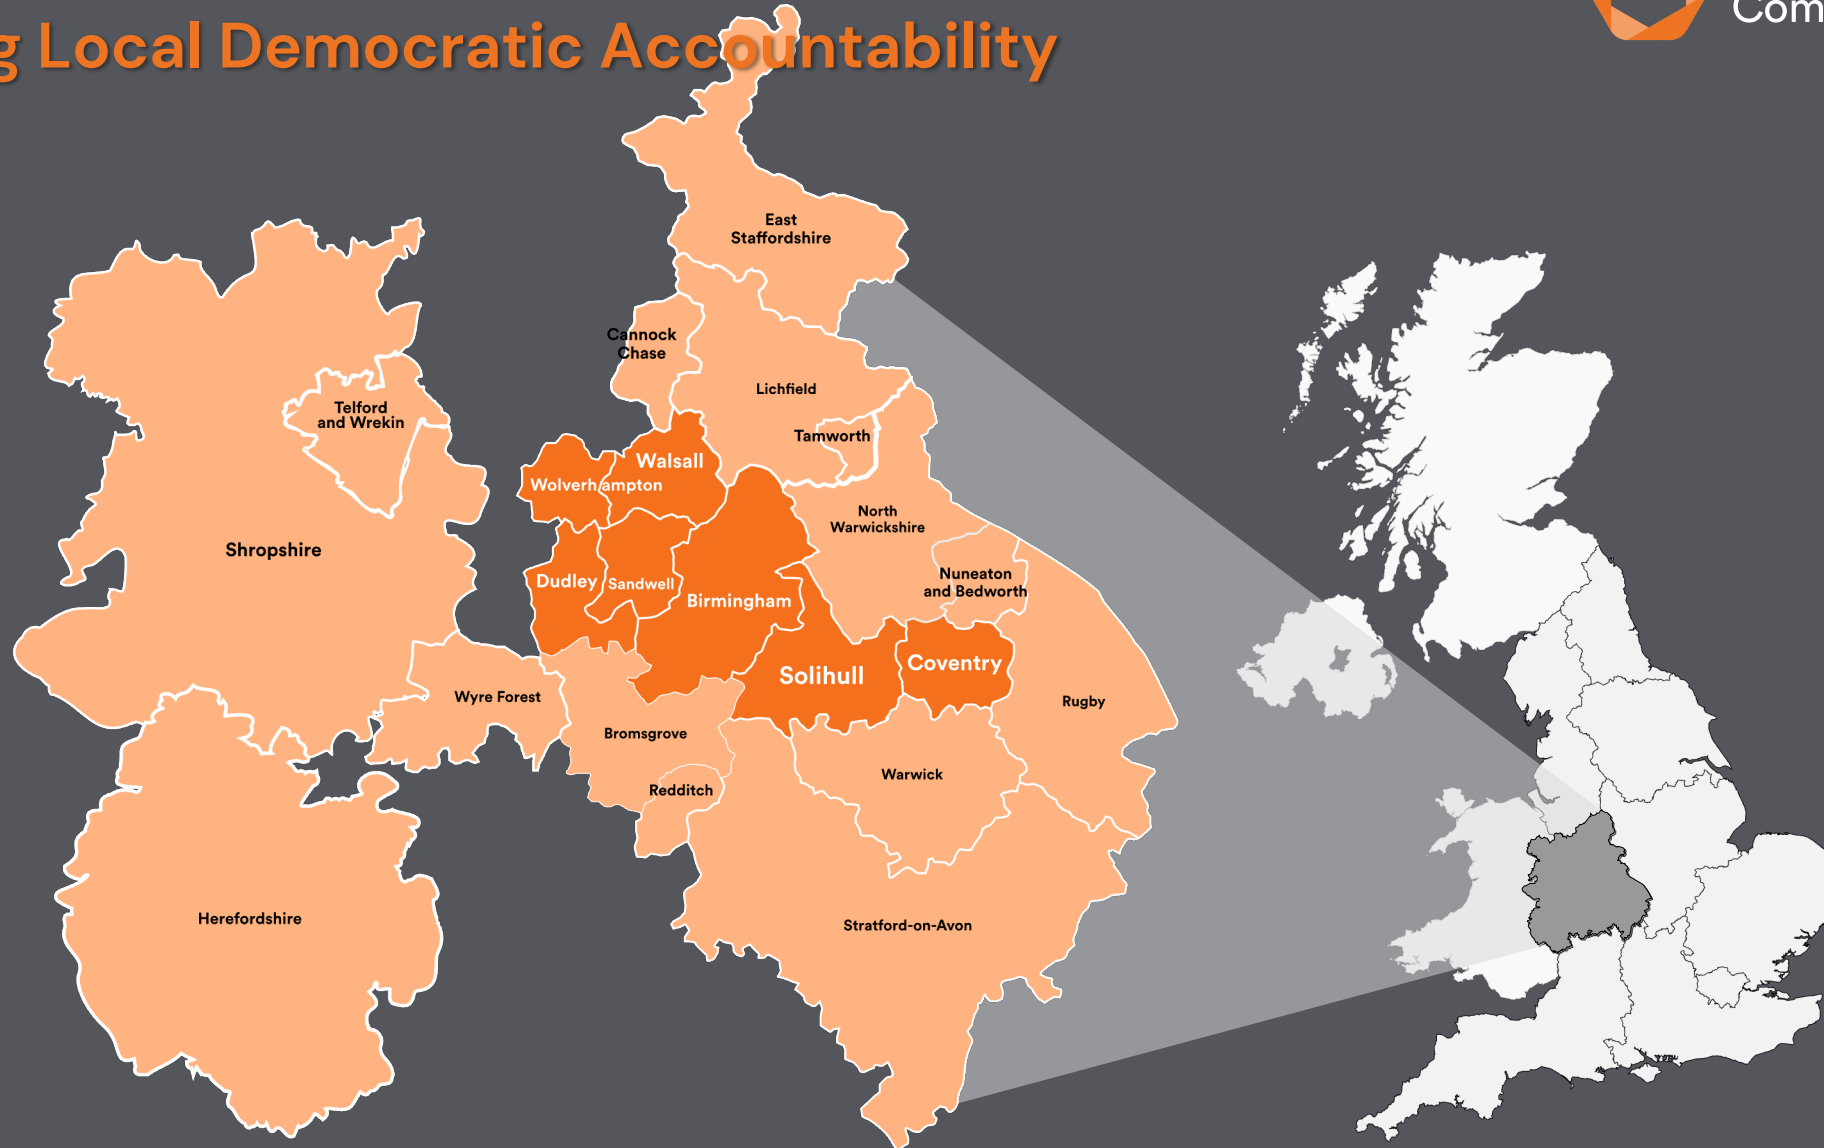 g Local Democratic Accountability
Com
East
Staffordshire
Cannock
Chase
Lichfield
Telford
and Wrekin
Tamworth
Walsall
Wolverhampton
North
Warwickshire
Shropshire
Dudley
Sandwell
Nuneaton
and Bedworth
Birmingham
Solihull
Coventry
Wyre Forest
Rugby
Bromsgrove
Warwick
Redditch
Herefordshire
Stratford-on-Avon